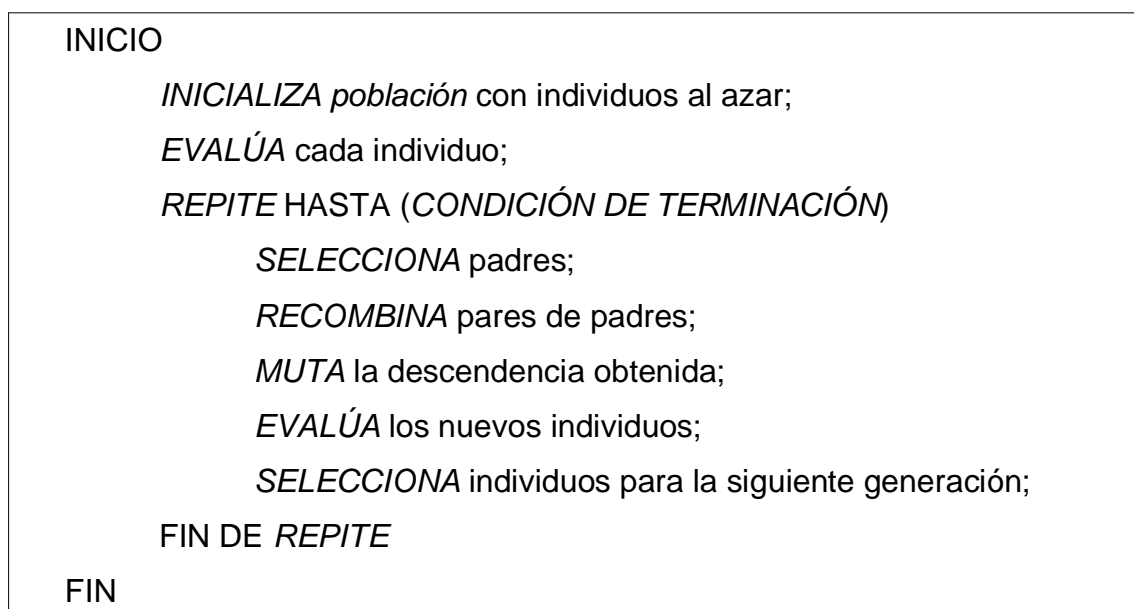 INICIO
INICIALIZA población con individuos al azar;
EVALÚA cada individuo;
REPITE HASTA (CONDICIÓN DE TERMINACIÓN)
SELECCIONA padres;
RECOMBINA pares de padres;
MUTA la descendencia obtenida;
EVALÚA los nuevos individuos;
SELECCIONA individuos para la siguiente generación;
FIN DE REPITE
FIN